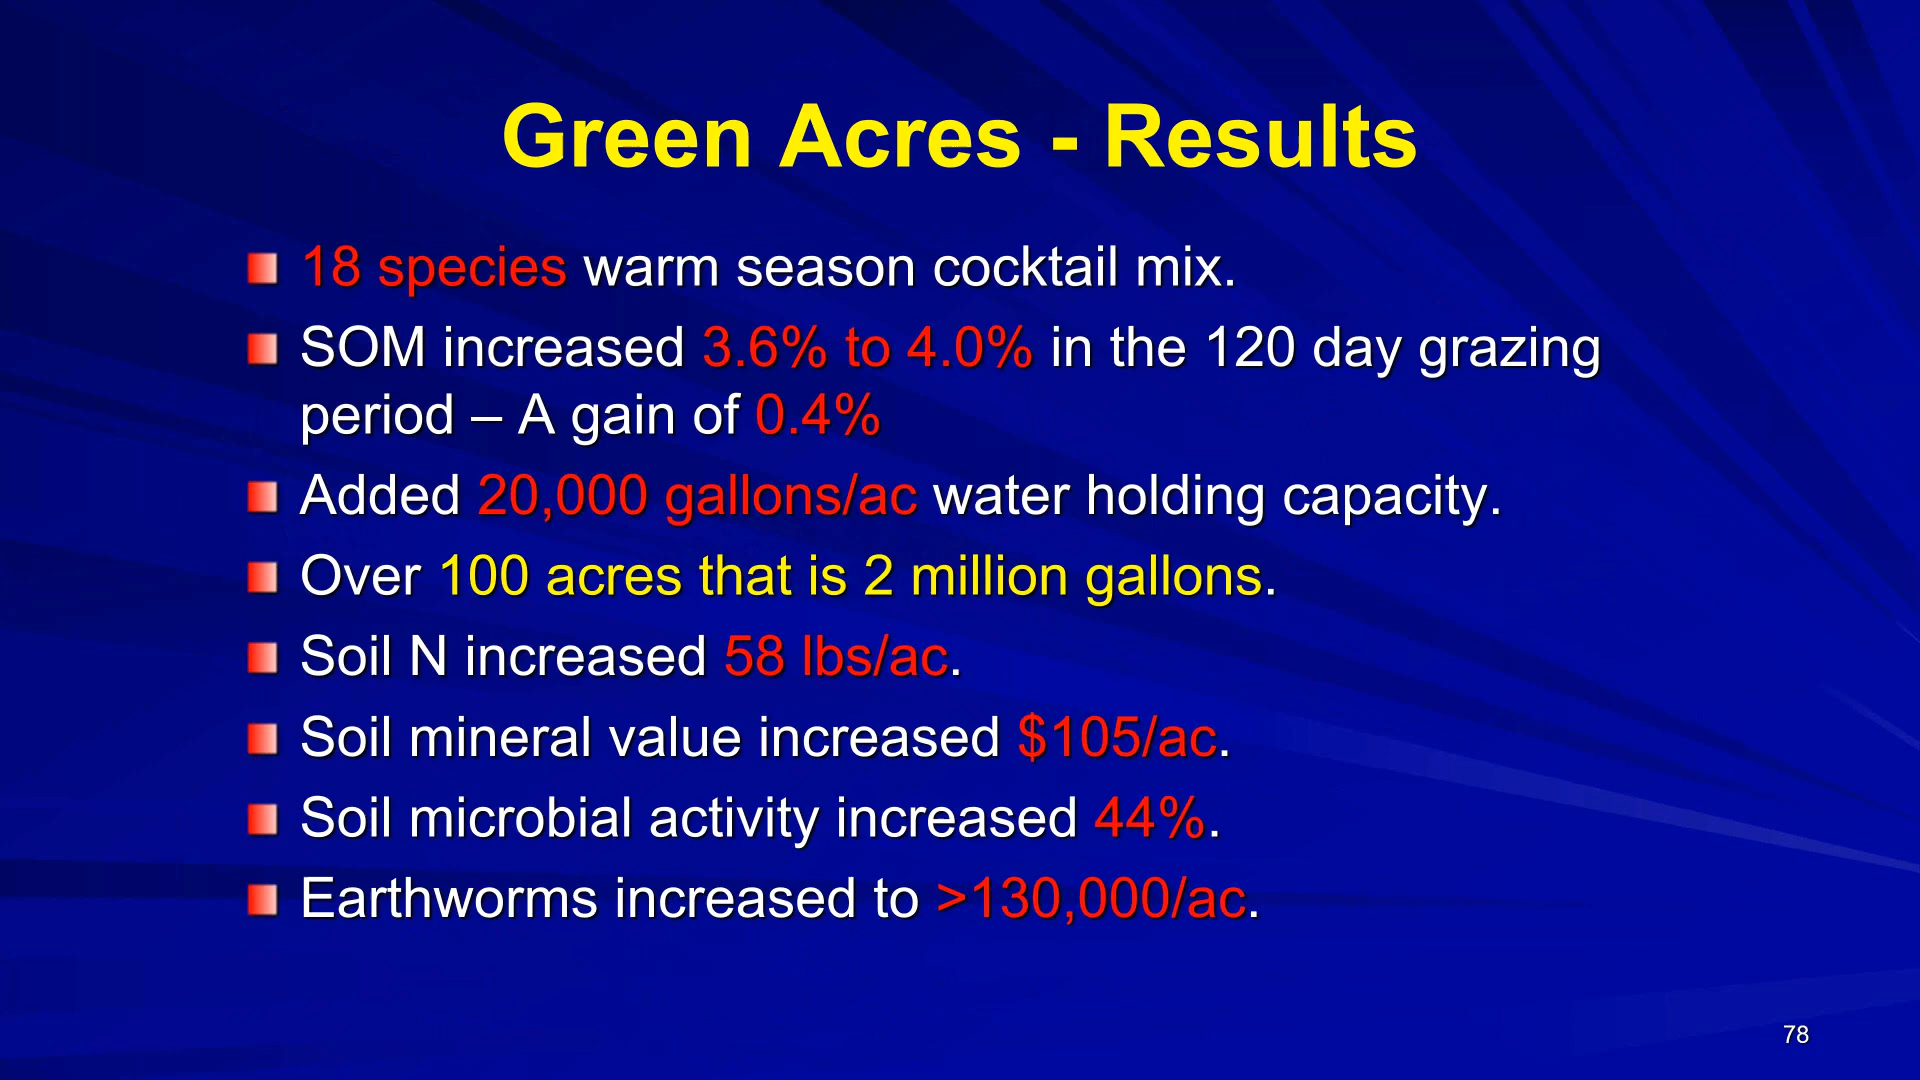 Green Acres - Results
18 species warm season cocktail mix.
SOM increased 3.6% to 4.0% in the 120 day grazing
period – A gain of 0.4%
Added 20,000 gallons/ac water holding capacity.
Over 100 acres that is 2 million gallons.
Soil N increased 58 lbs/ac.
Soil mineral value increased $105/ac.
Soil microbial activity increased 44%.
Earthworms increased to >130,000/ac.
78